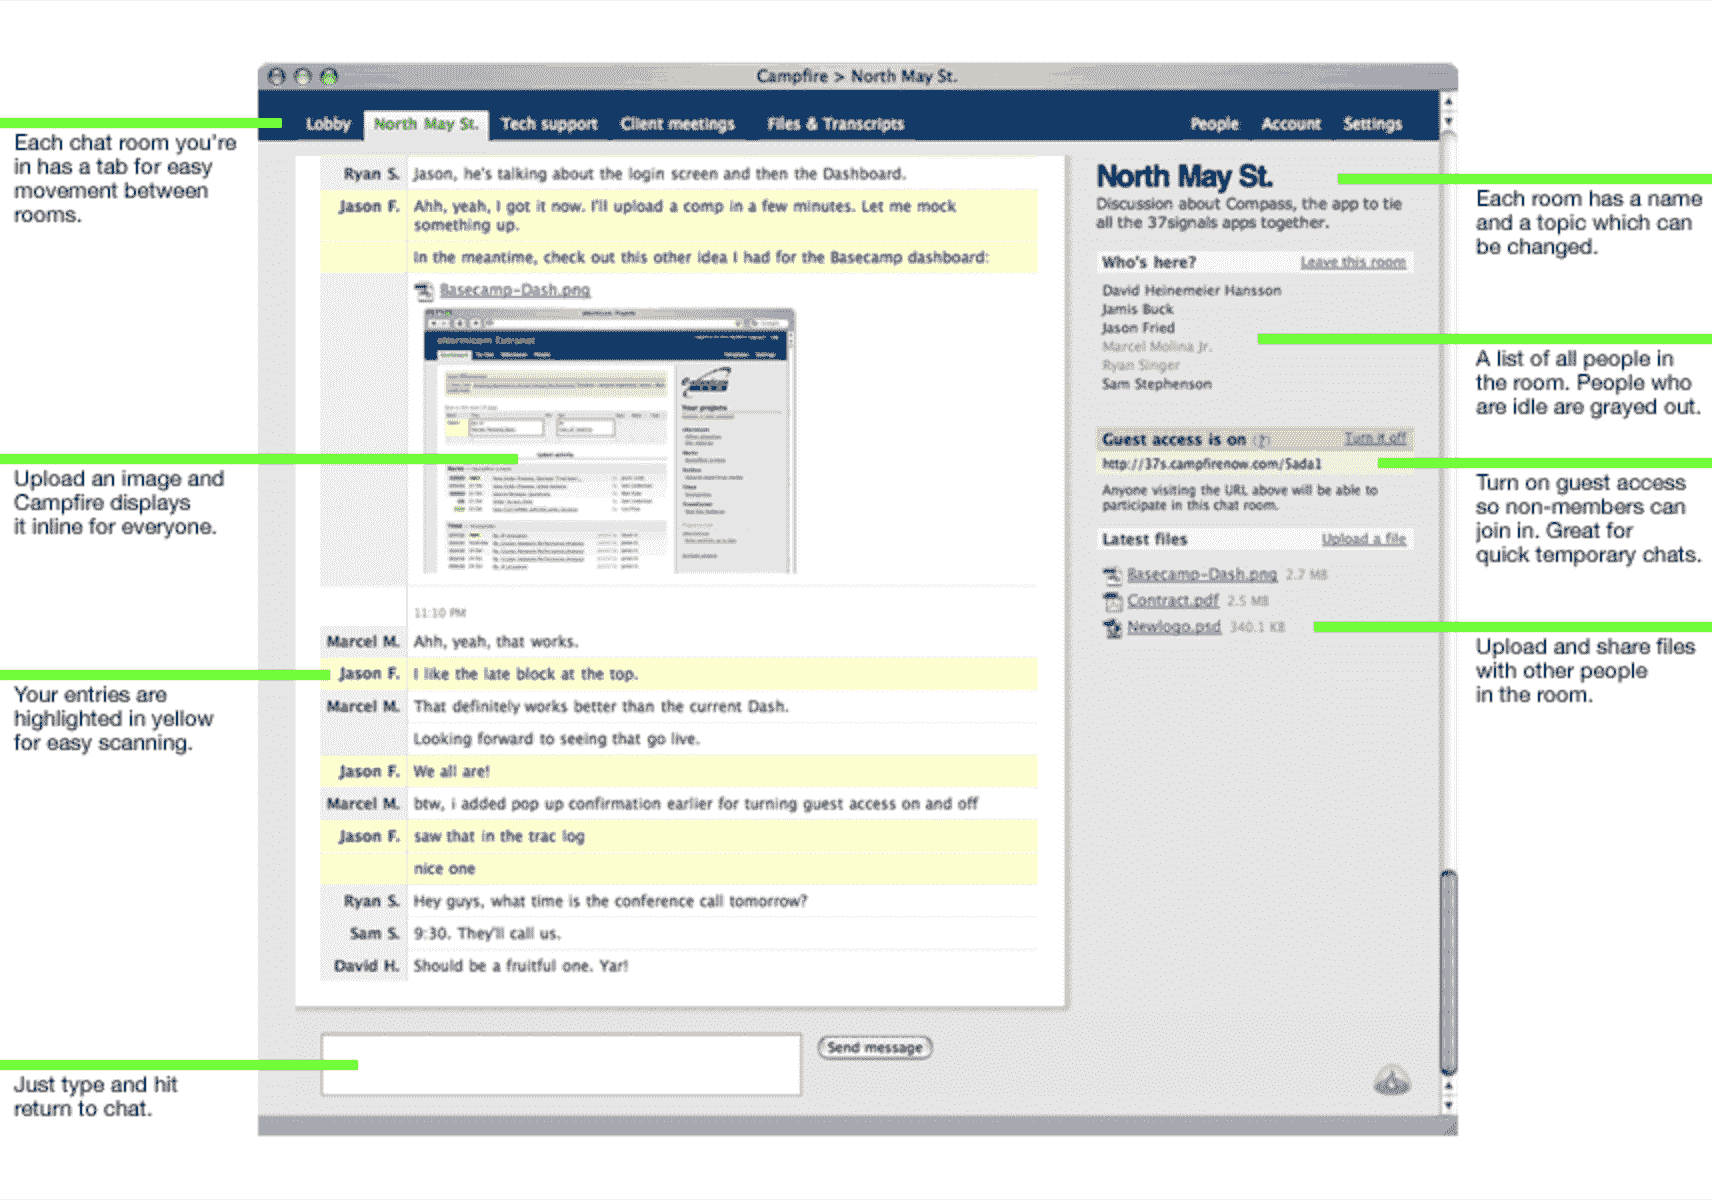 Campfire > North May St.
Lobby
North May St.
Tech support
Client meetings
Files & Transcripts
People
Account
Settings
Each chat room you're
in has a tab for easy
movement between
rooms.
Upload an image and
Campfire displays
it inline for everyone.
Your entries are
highlighted in yellow
for easy scanning.
Just type and hit
return to chat.
Ryan S. Jason, he's talking about the login screen and then the Dashboard.
Jason F. Ahh, yeah, I got it now. I'll upload a comp in a few minutes. Let me mock
something up.
In the meantime, check out this other idea I had for the Basecamp dashboard:
Basecamp-Dash.png
Your projects
Latest activity
11:10 PM
Marcel M. Ahh, yeah, that works.
Jason F. I like the late block at the top.
Marcel M. That definitely works better than the current Dash.
Looking forward to seeing that go live.
Jason F. We all are!
Marcel M. btw, i added pop up confirmation earlier for turning guest access on and off
Jason F. saw that in the trac log
nice one
Ryan S. Hey guys, what time is the conference call tomorrow?
Sam S. 9:30. They'll call us.
David H. Should be a fruitful one. Yar!
Send message
North May St.
Discussion about Compass, the app to tie
all the 37signals apps together.
Who's here? Leave this room
David Heinemeier Hansson
Jamis Buck
Jason Fried
Marcel Molina Jr.
Ryan Singer
Sam Stephenson
Guest access is on (?) Turn it off
http://37s.campfirenow.com/5ada1
Anyone visiting the URL above will be able to
participate in this chat room.
Latest files Upload a file
Basecamp-Dash.png 2.7 MB
Contract.pdf 2.5 MB
Newlogo.psd 340.1 KB
Each room has a name
and a topic which can
be changed.
A list of all people in
the room. People who
are idle are grayed out.
Turn on guest access
so non-members can
join in. Great for
quick temporary chats.
Upload and share files
with other people
in the room.